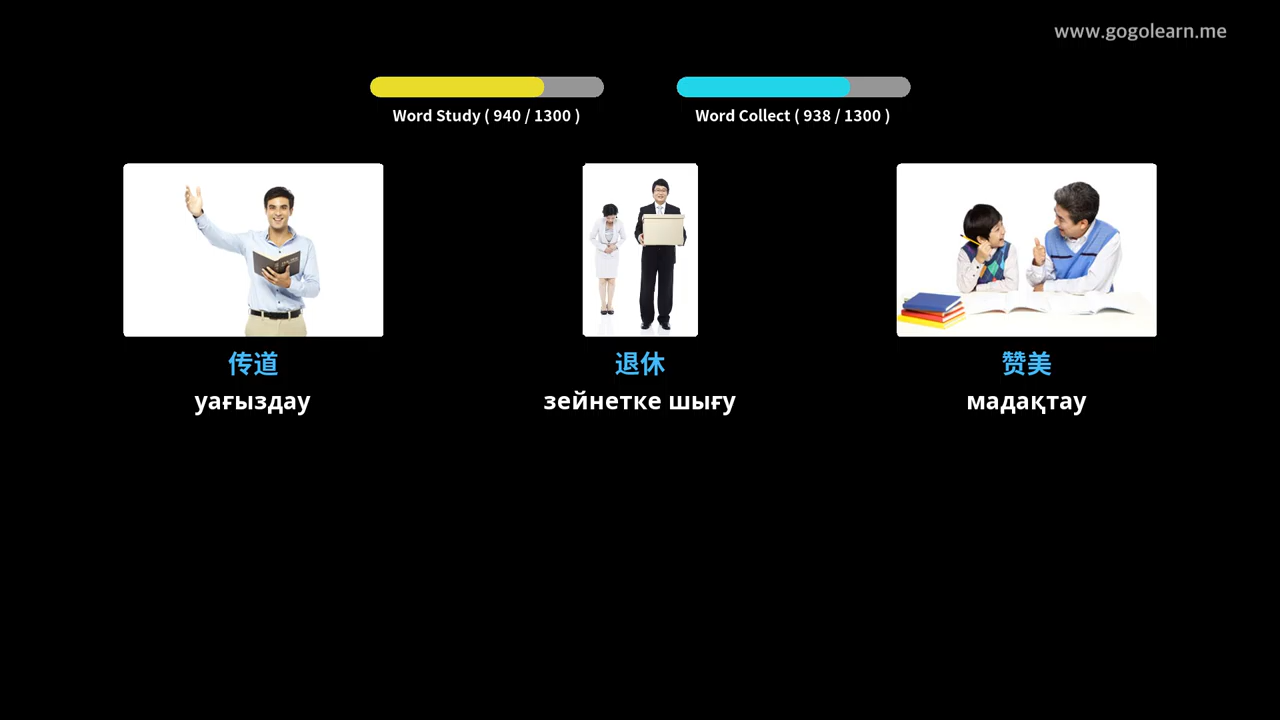 www.gogolearn.me
Word Study ( 940 / 1300 )
Word Collect ( 938 / 1300 )
传道
退休
赞美
уағыздау
зейнетке шығу
мадақтау